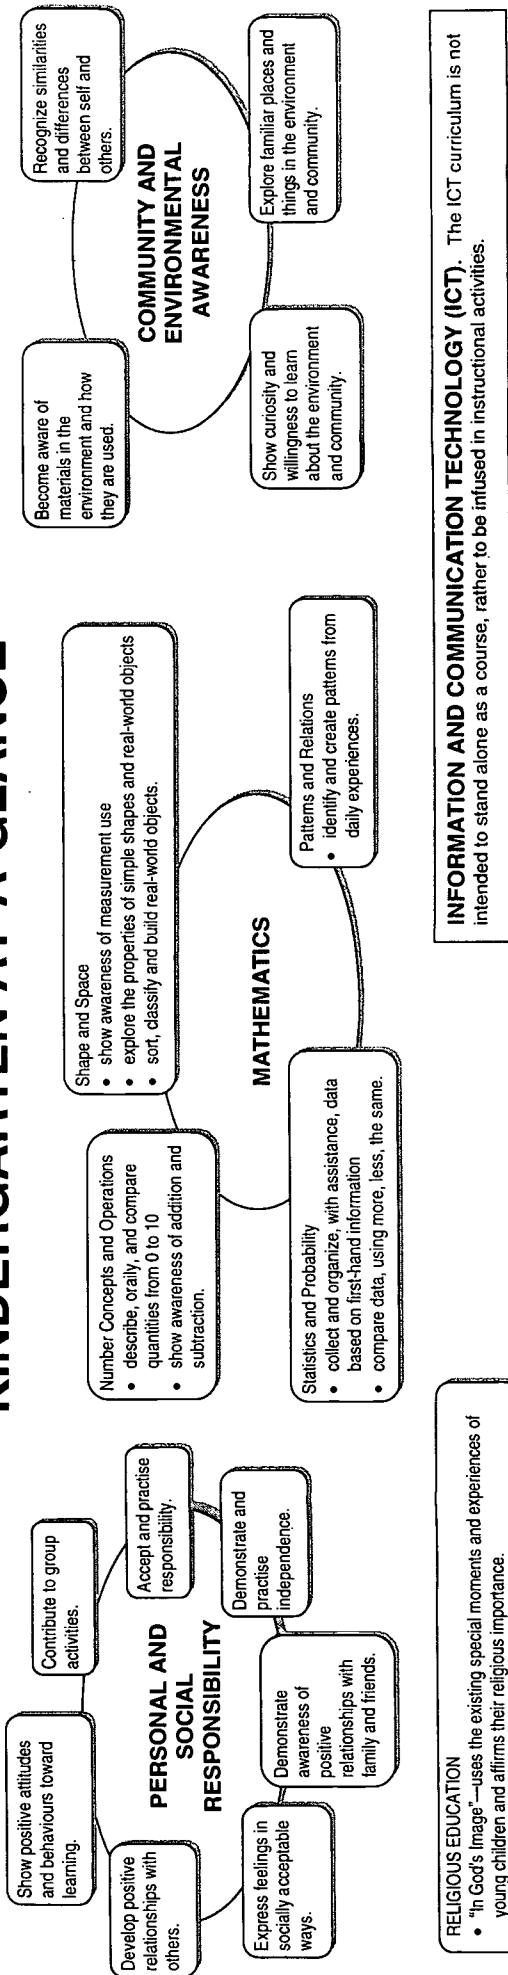 KINDERGARTEN AT A GLANCE
Show positive attitudes
and behaviours toward
learning.
Contribute to group
activities.
Accept and practise
responsibility.
Demonstrate and
practise
independence.
Demonstrate
awareness of
positive
relationships with
family and friends.
Express feelings in
socially acceptable
ways.
Develop positive
relationships with
others.
PERSONAL AND
SOCIAL
RESPONSIBILITY
Number Concepts and Operations
• describe, orally, and compare
quantities from 0 to 10
• show awareness of addition and
subtraction.
Shape and Space
• show awareness of measurement use
• explore the properties of simple shapes and real-world objects
• sort, classify and build real-world objects.
MATHEMATICS
Statistics and Probability
• collect and organize, with assistance, data
based on first-hand information
• compare data, using more, less, the same.
Patterns and Relations
• identify and create patterns from
daily experiences.
Become aware of
materials in the
environment and how
they are used.
Recognize similarities
and differences
between self and
others.
COMMUNITY AND
ENVIRONMENTAL
AWARENESS
Show curiosity and
willingness to learn
about the environment
and community.
Explore familiar places and
things in the environment
and community.
RELIGIOUS EDUCATION
• "In God's Image"—uses the existing special moments and experiences of
young children and affirms their religious importance.
INFORMATION AND COMMUNICATION TECHNOLOGY (ICT). The ICT curriculum is not
intended to stand alone as a course, rather to be infused in instructional activities.